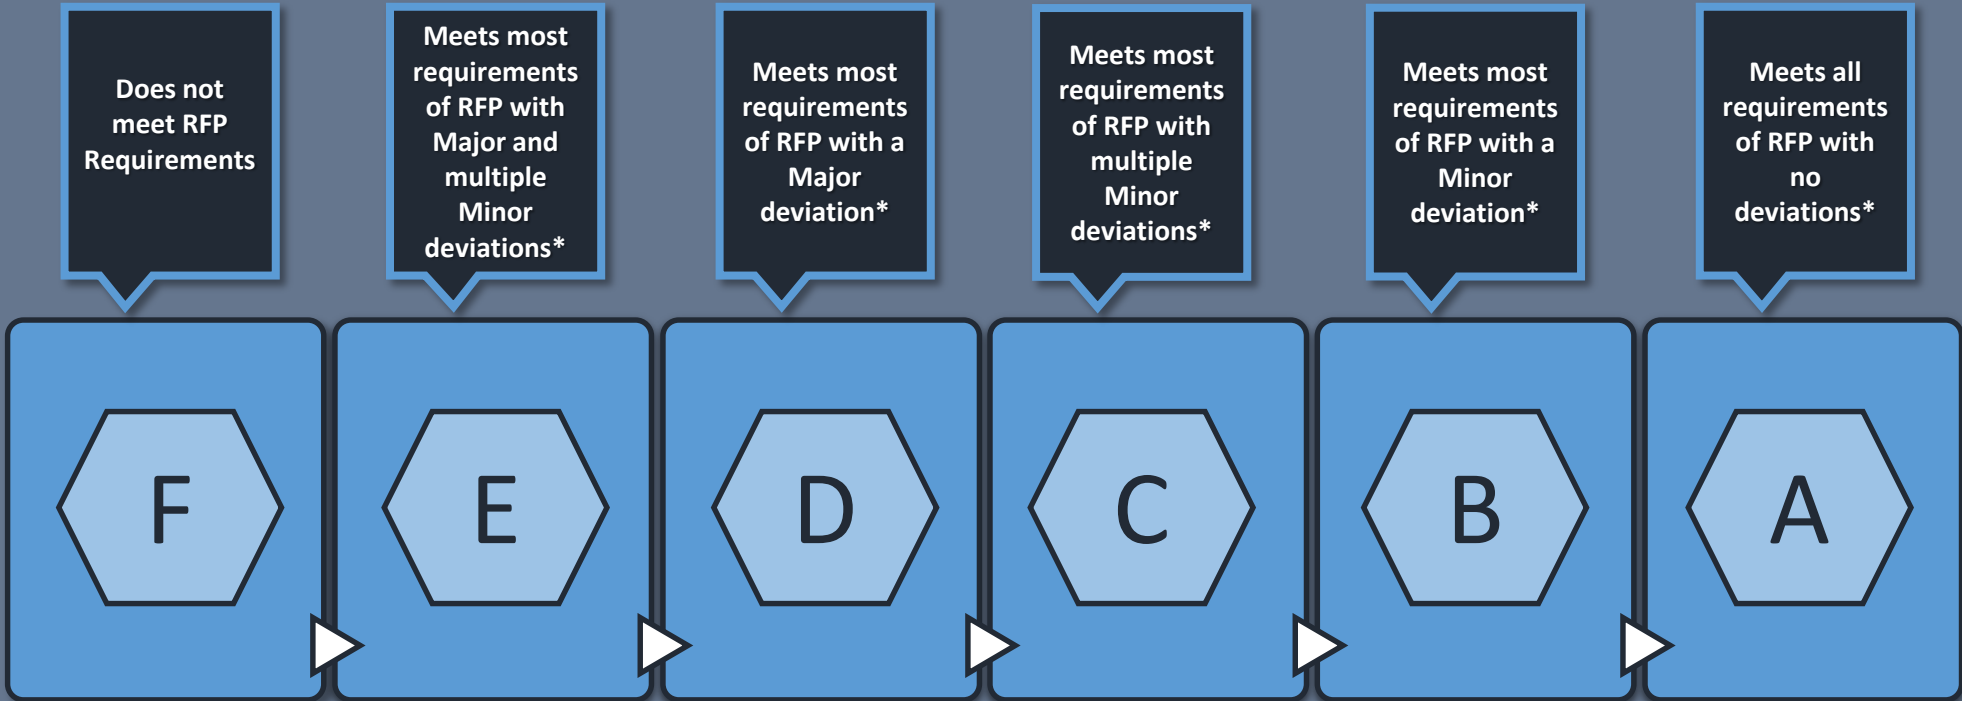 Does not
meet RFP
Requirements
Meets most
requirements
of RFP with
Major and
multiple
Minor
deviations*
Meets most
requirements
of RFP with a
Major
deviation*
Meets most
requirements
of RFP with
multiple
Minor
deviations*
Meets most
requirements
of RFP with a
Minor
deviation*
Meets all
requirements
of RFP with
no
deviations*
F
E
D
C
B
A